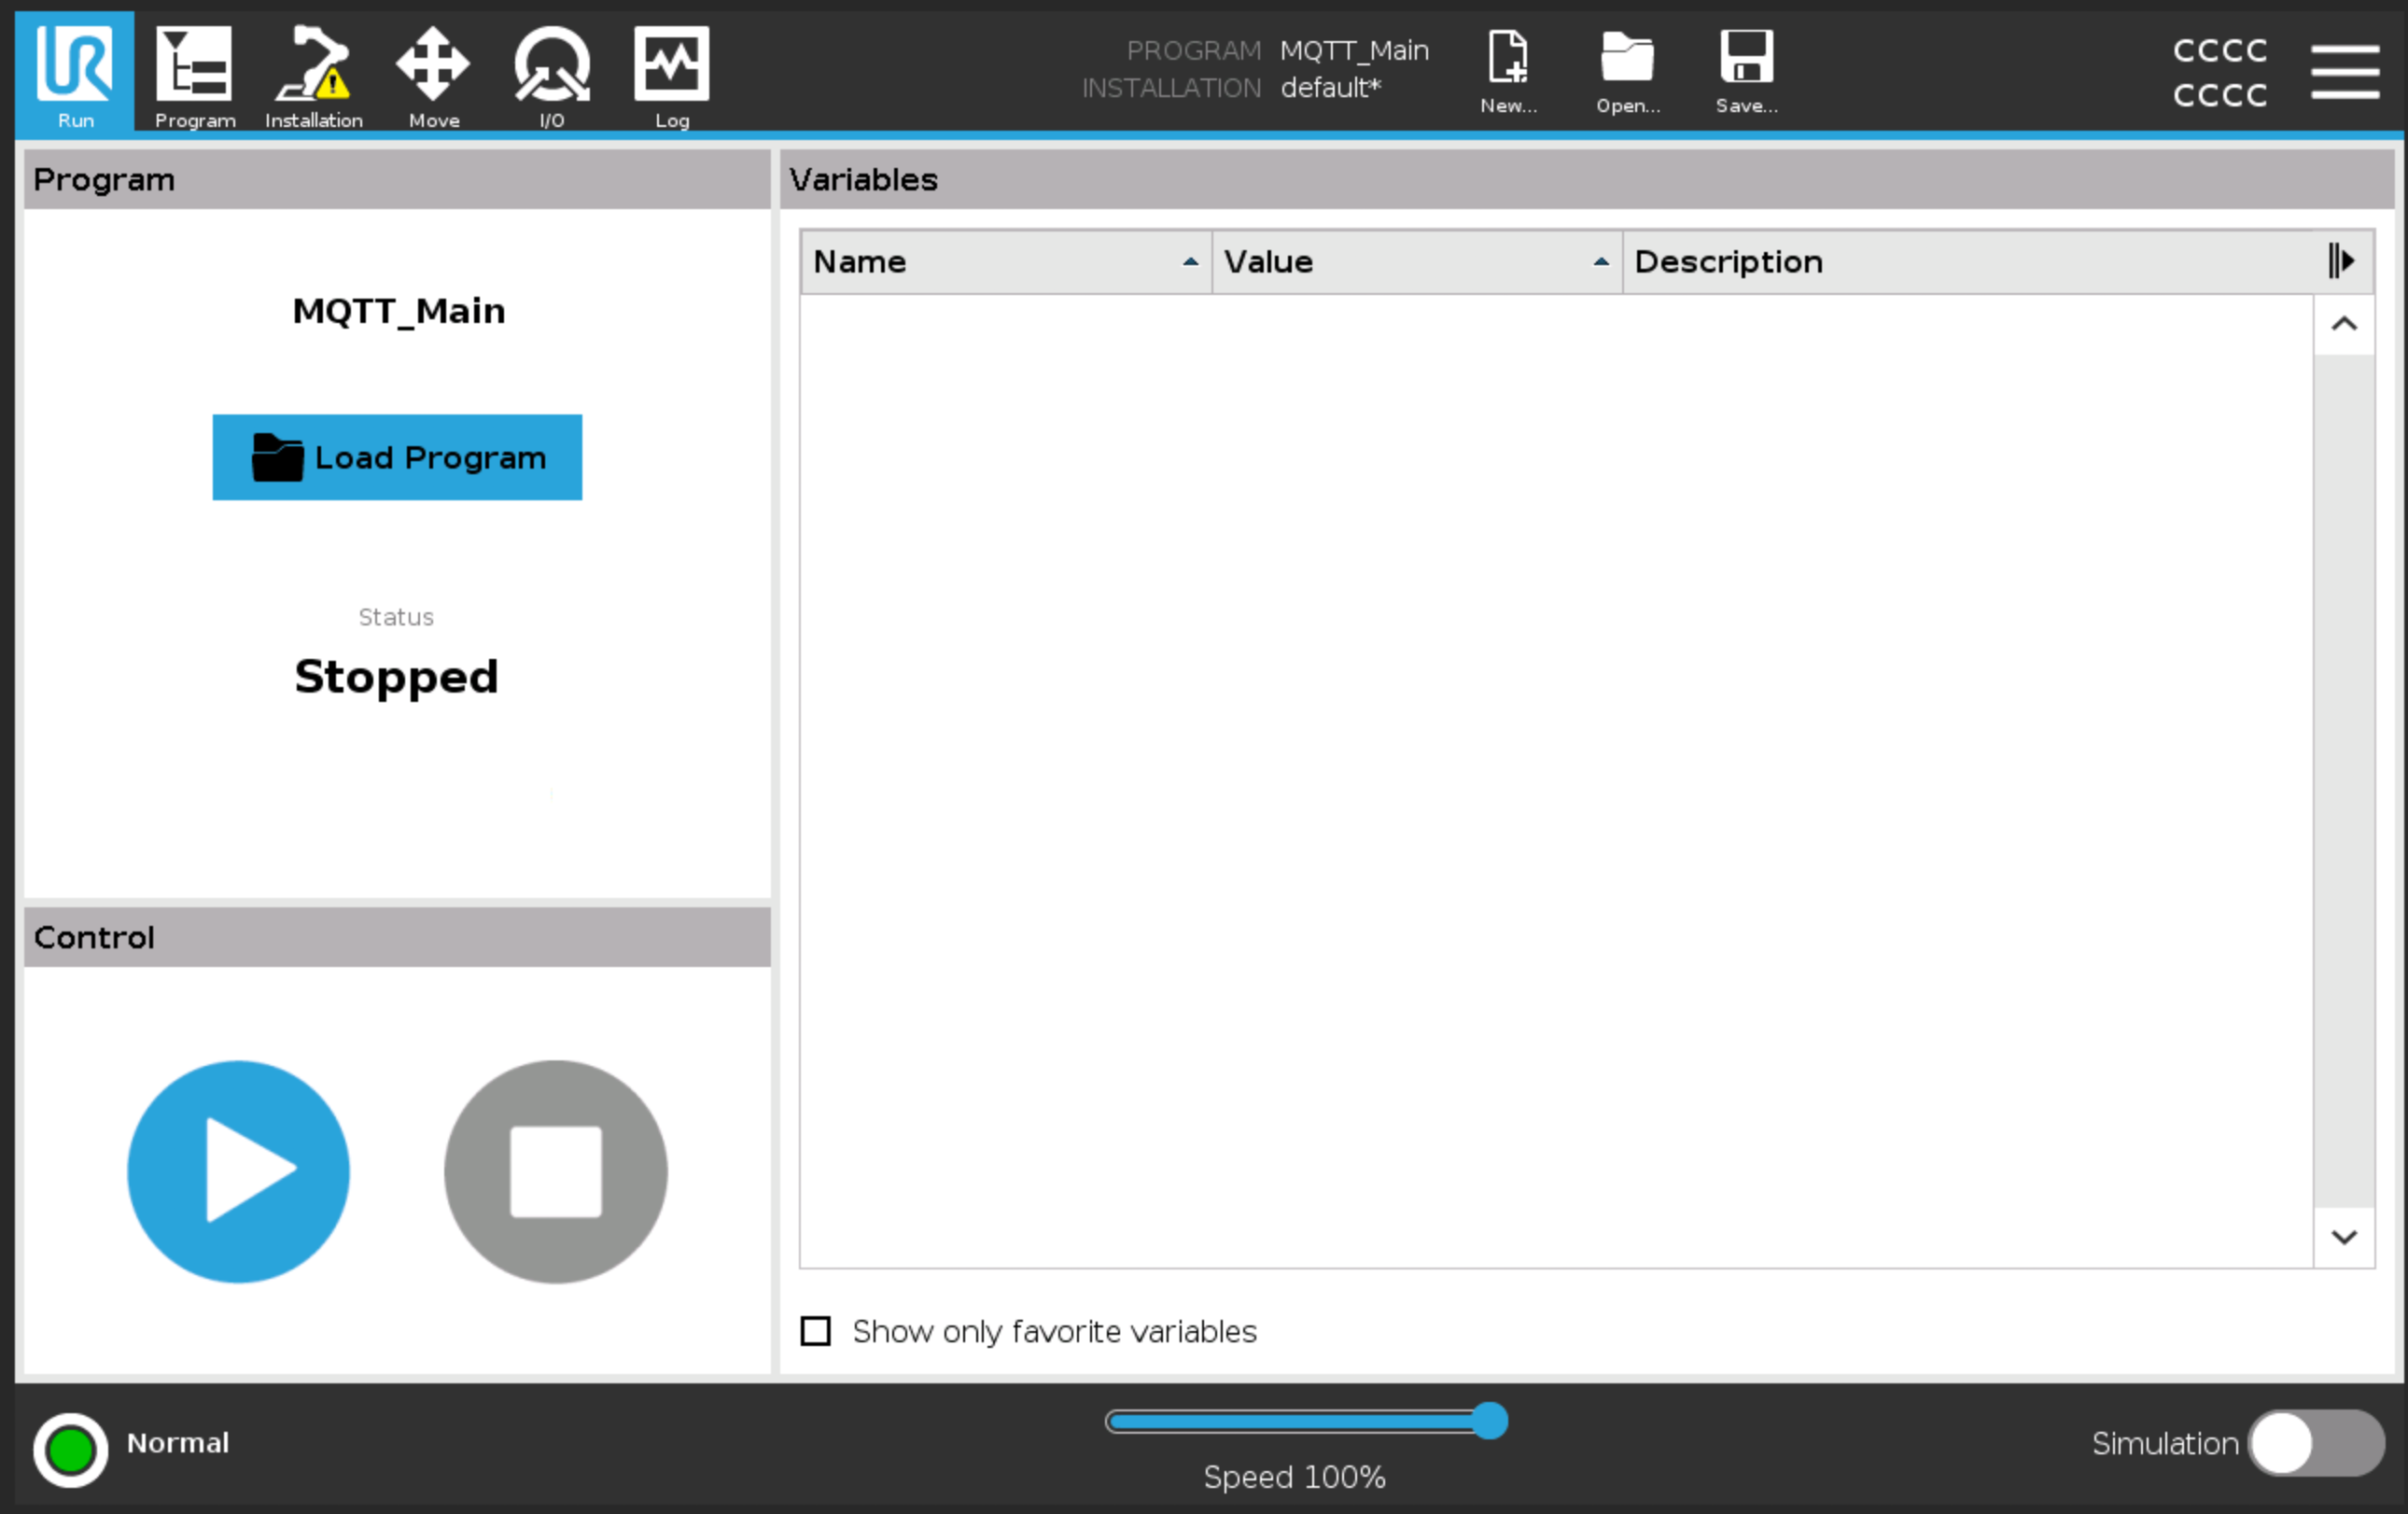 PROGRAM MQTT_Main
INSTALLATION default*
CCCC
CCCC
Run Program Installation Move I/O Log New... Open... Save...
Program
MQTT_Main
Load Program
Status
Stopped
Control
Variables
Name Value Description
Show only favorite variables
Normal
Speed 100%
Simulation